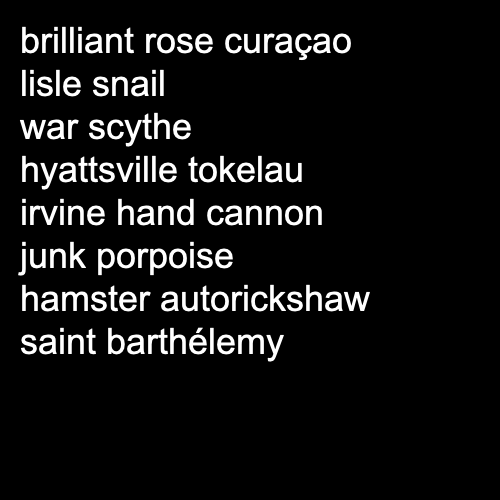 brilliant rose curaçao
lisle snail
war scythe
hyattsville tokelau
irvine hand cannon
junk porpoise
hamster autorickshaw
saint barthélemy